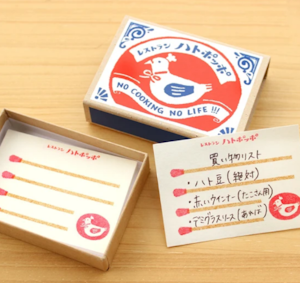 レストラン ハトポッポ
NO COOKING NO LIFE !!!
レストラン ハトポッポ
レストラン ハトポッポ
買い物リスト
・ハト豆(絶対)
・赤いウインナー(たこさん用)
・デミグラスソース(あれば)